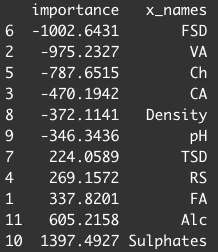 importance x_names
6 -1002.6431 FSD
2 -975.2327 VA
5 -787.6515 Ch
3 -470.1942 CA
8 -372.1141 Density
9 -346.3436 pH
7 224.0589 TSD
4 269.1572 RS
1 337.8201 FA
11 605.2158 Alc
10 1397.4927 Sulphates